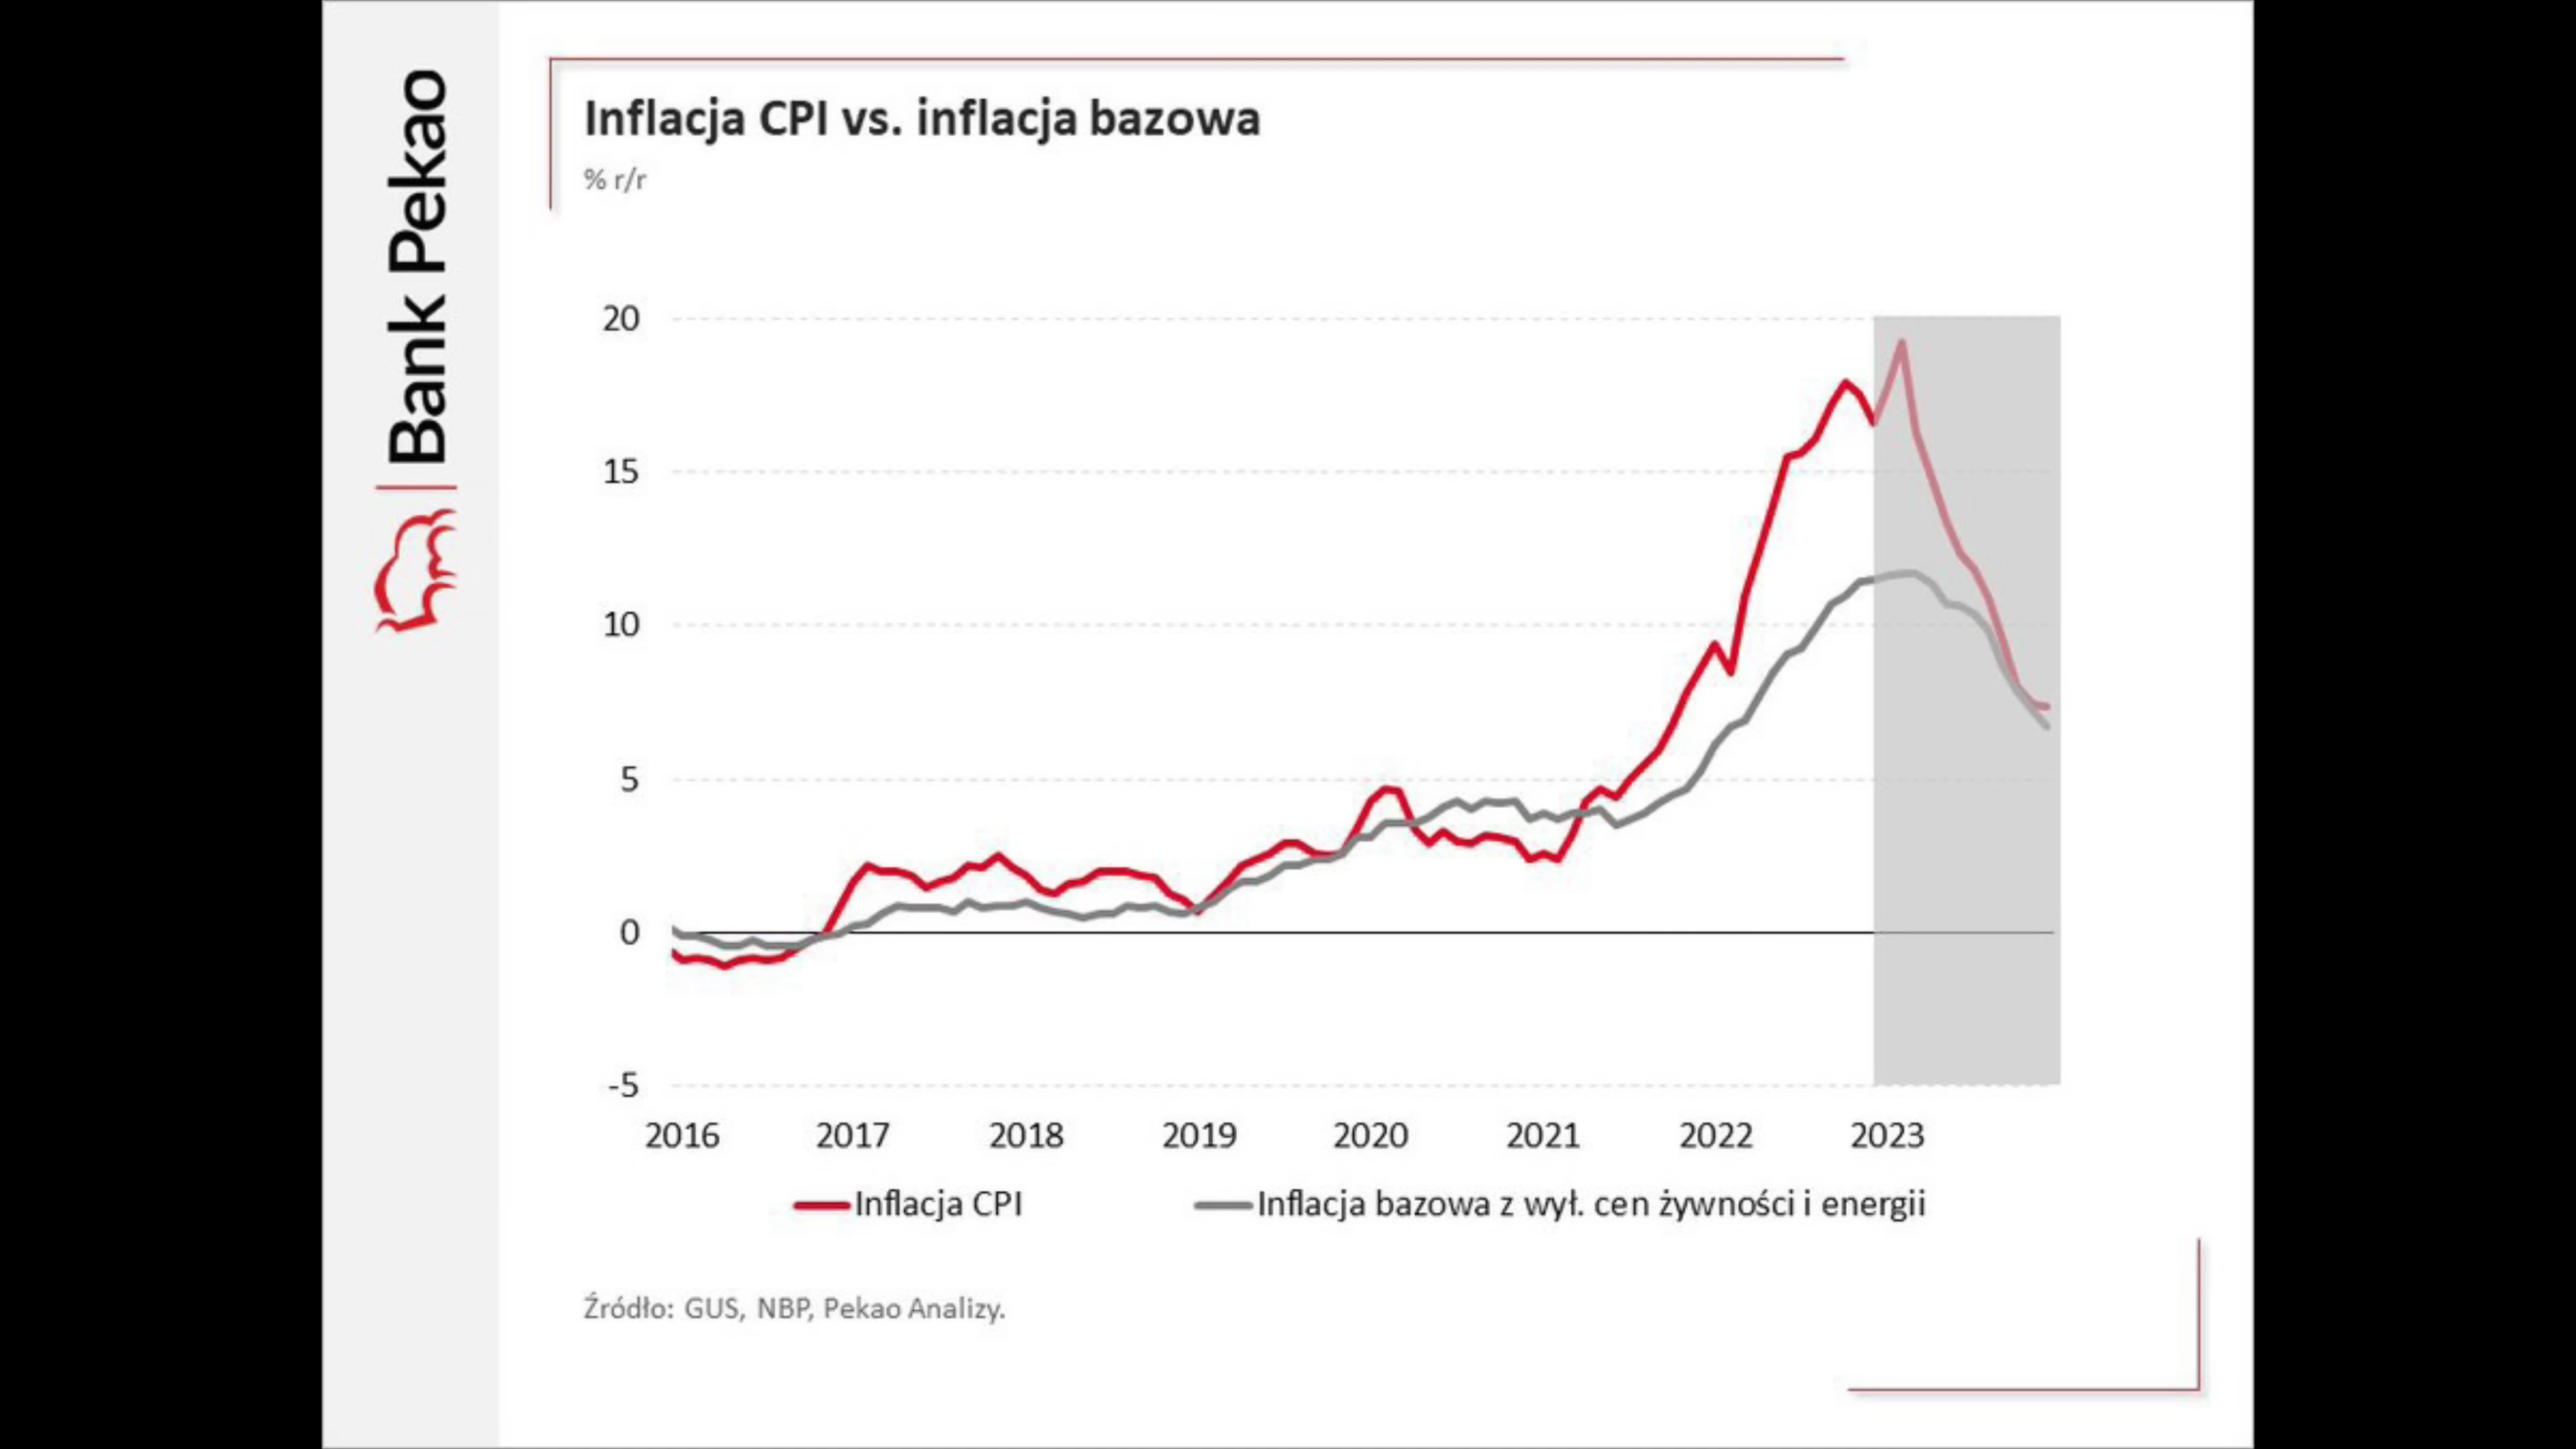 Bank Pekao
Inflacja CPI vs. inflacja bazowa
% r/r
20
15
10
5
0
-5
2016 2017 2018 2019 2020 2021 2022 2023
Inflacja CPI Inflacja bazowa z wył. cen żywności i energii
Źródło: GUS, NBP, Pekao Analizy.